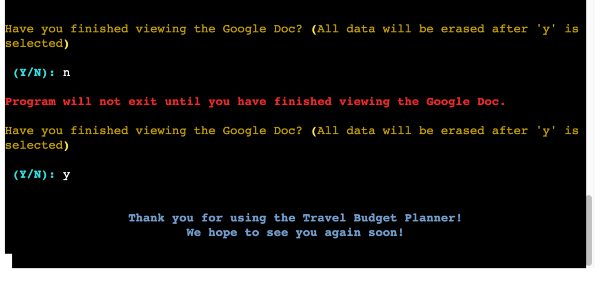 Have you finished viewing the Google Doc? (All data will be erased after 'y' is
selected)
(Y/N): n
Program will not exit until you have finished viewing the Google Doc.
Have you finished viewing the Google Doc? (All data will be erased after 'y' is
selected)
(Y/N): y
Thank you for using the Travel Budget Planner!
We hope to see you again soon!